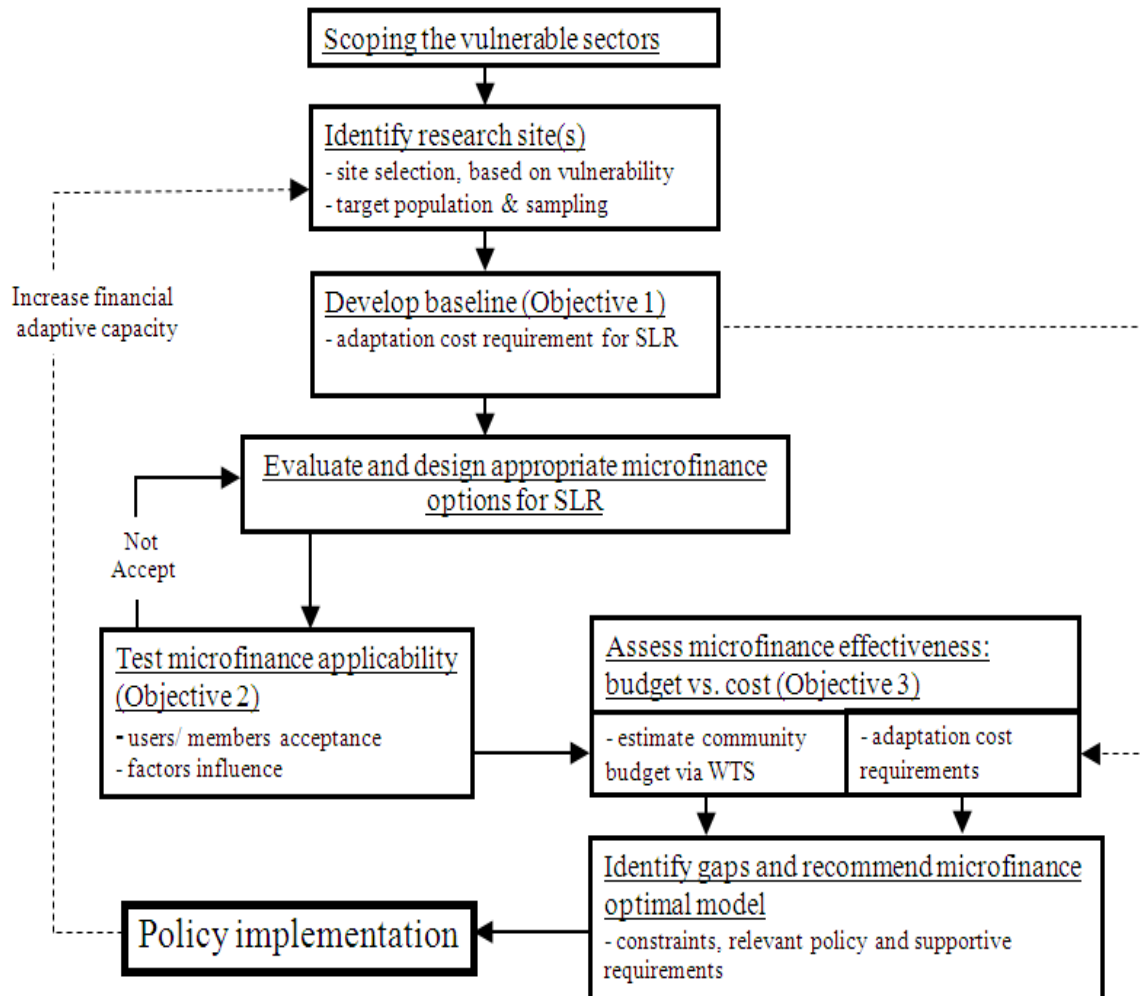 Scoping the vulnerable sectors
Identify research site(s)
- site selection, based on vulnerability
- target population & sampling
Increase financial
adaptive capacity
Develop baseline (Objective 1)
- adaptation cost requirement for SLR
Evaluate and design appropriate microfinance
options for SLR
Not
Accept
Test microfinance applicability
(Objective 2)
- users/ members acceptance
- factors influence
Assess microfinance effectiveness:
budget vs. cost (Objective 3)
- estimate community
budget via WTS
- adaptation cost
requirements
Identify gaps and recommend microfinance
optimal model
- constraints, relevant policy and supportive
requirements
Policy implementation